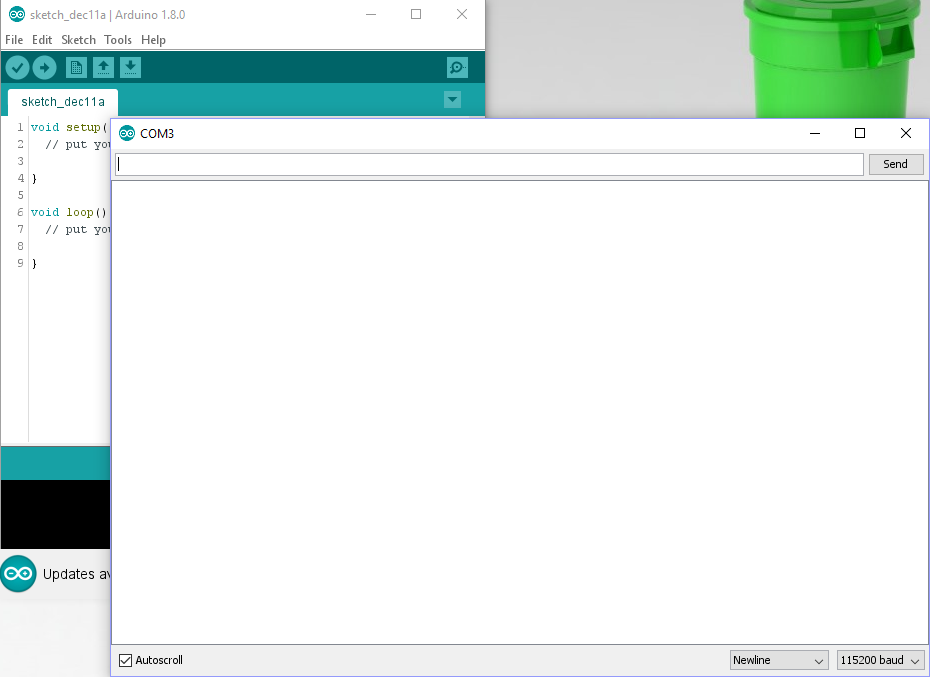 sketch_dec11a | Arduino 1.8.0
File Edit Sketch Tools Help
sketch_dec11a
1 void setup(
2 // put you
3
4 }
5
6 void loop()
7 // put you
8
9 }
Updates av
COM3
Send
Autoscroll
Newline
115200 baud